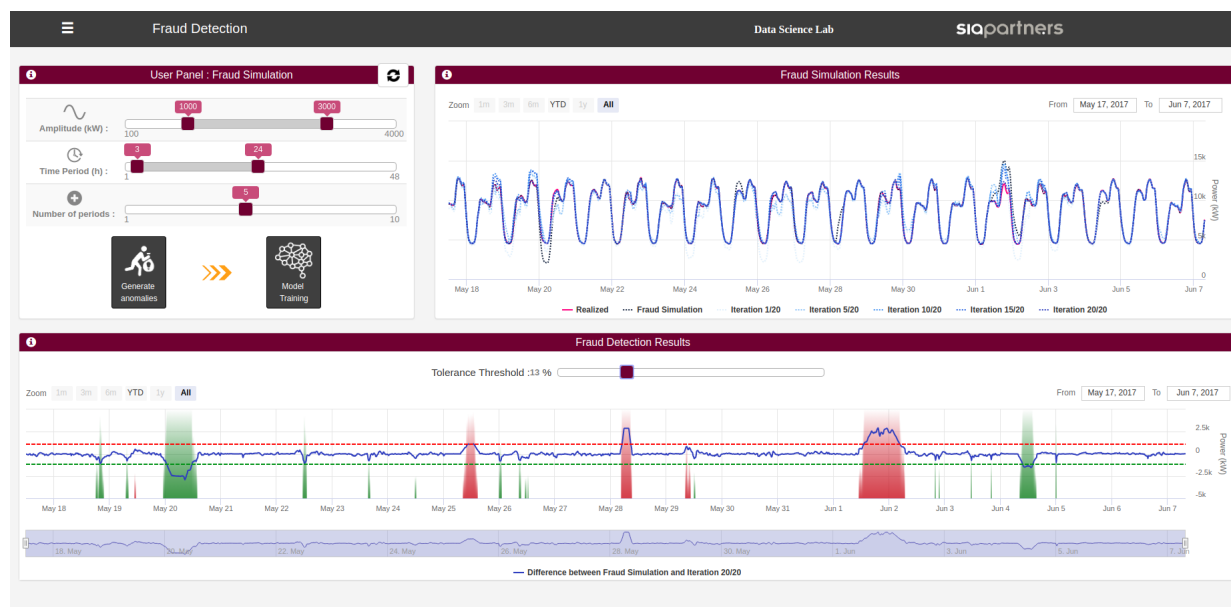 Fraud Detection
Data Science Lab
siapartners
User Panel : Fraud Simulation
1000 3000
Amplitude (kW) :
100 4000
3 24
Time Period (h) :
1 48
5
Number of periods :
1 10
Generate
anomalies
Model
Training
Fraud Simulation Results
Zoom 1m 3m 6m YTD 1y All From May 17, 2017 To Jun 7, 2017
15k
10k
5k
0
Power (kW)
May 18 May 20 May 22 May 24 May 26 May 28 May 30 Jun 1 Jun 3 Jun 5 Jun 7
Realized Fraud Simulation Iteration 1/20 Iteration 5/20 Iteration 10/20 Iteration 15/20 Iteration 20/20
Fraud Detection Results
Tolerance Threshold :13 %
Zoom 1m 3m 6m YTD 1y All From May 17, 2017 To Jun 7, 2017
2.5k
0
-2.5k
-5k
Power (kW)
May 18 May 19 May 20 May 21 May 22 May 23 May 24 May 25 May 26 May 27 May 28 May 29 May 30 May 31 Jun 1 Jun 2 Jun 3 Jun 4 Jun 5 Jun 6 Jun 7
18. May 20. May 22. May 24. May 26. May 28. May 30. May 1. Jun 3. Jun 5. Jun 7. Jun
Difference between Fraud Simulation and Iteration 20/20